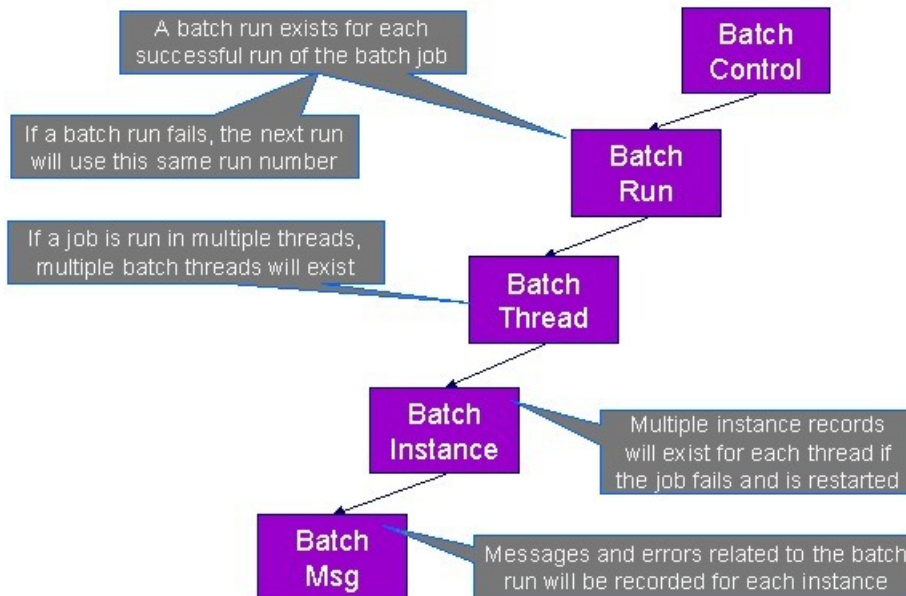 A batch run exists for each
successful run of the batch job
Batch
Control
If a batch run fails, the next run
will use this same run number
Batch
Run
If a job is run in multiple threads,
multiple batch threads will exist
Batch
Thread
Batch
Instance
Multiple instance records
will exist for each thread if
the job fails and is restarted
Batch
Msg
Messages and errors related to the batch
run will be recorded for each instance